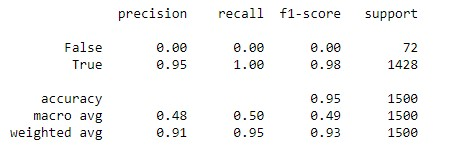 precision recall f1-score support
False 0.00 0.00 0.00 72
True 0.95 1.00 0.98 1428
accuracy 0.95 1500
macro avg 0.48 0.50 0.49 1500
weighted avg 0.91 0.95 0.93 1500